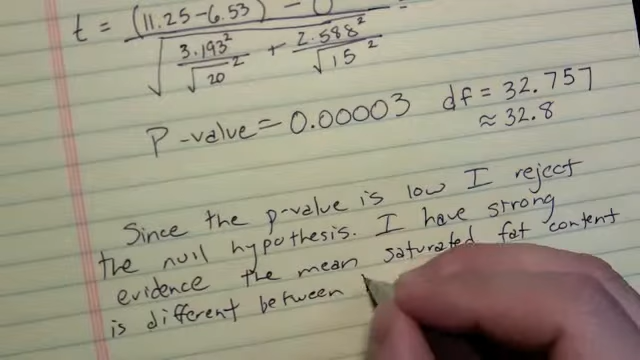 t = (11.25-6.53) - 0 =
√ 3.193² / √20² + 2.588² / √15²
P-value = 0.00003 df = 32.757
≈ 32.8
Since the p-value is low I reject
the null hypothesis. I have strong
evidence the mean saturated fat content
is different between